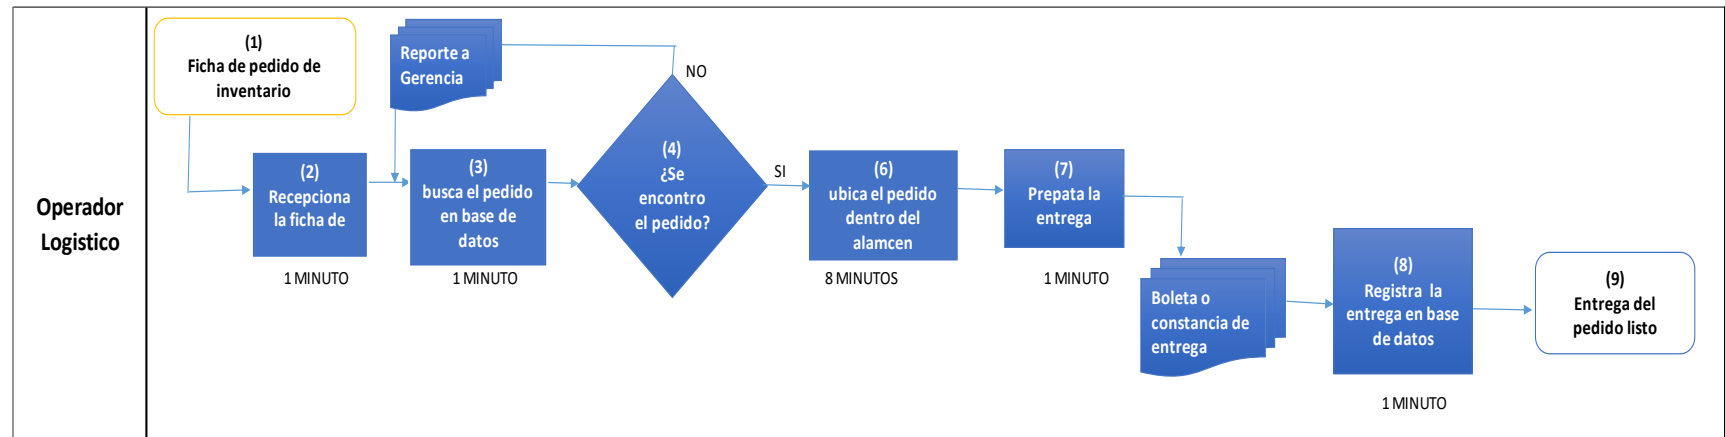 Operador
Logistico
(1)
Ficha de pedido de
inventario
(2)
Recepciona
la ficha de
1 MINUTO
Reporte a
Gerencia
(3)
busca el pedido
en base de
datos
1 MINUTO
(4)
¿Se
encontro
el pedido?
NO
SI
(6)
ubica el pedido
dentro del
alamcen
8 MINUTOS
(7)
Prepata la
entrega
1 MINUTO
Boleta o
constancia de
entrega
(8)
Registra la
entrega en base
de datos
1 MINUTO
(9)
Entrega del
pedido listo